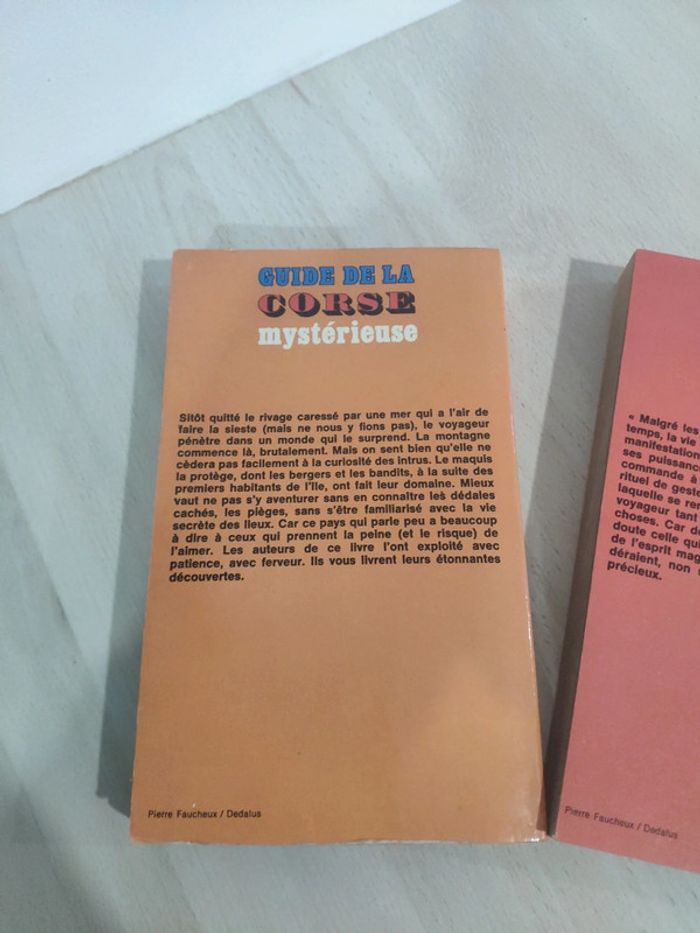 GUIDE DE LA
CORSE
mystérieuse
Sitôt quitté le rivage caressé par une mer qui a l'air de
faire la sieste (mais ne nous y fions pas), le voyageur
pénètre dans un monde qui le surprend. La montagne
commence là, brutalement. Mais on sent bien qu'elle ne
cèdera pas facilement à la curiosité des intrus. Le maquis
la protège, dont les bergers et les bandits, à la suite des
premiers habitants de l'île, ont fait leur domaine. Mieux
vaut ne pas s'y aventurer sans en connaître les dédales
cachés, les pièges, sans s'être familiarisé avec la vie
secrète des lieux. Car ce pays qui parle peu a beaucoup
à dire à ceux qui prennent la peine (et le risque) de
l'aimer. Les auteurs de ce livre l'ont exploité avec
patience, avec ferveur. Ils vous livrent leurs étonnantes
découvertes.
Pierre Faucheux / Dedalus
« Malgré les
temps, la vie
manifestation
ses puissanc
commande à
rituel de geste
laquelle se ren
voyageur tant
choses. Car de
doute celle qui
de l'esprit mag
déraient, non s
précieux.
Pierre Faucheux / Dedalus